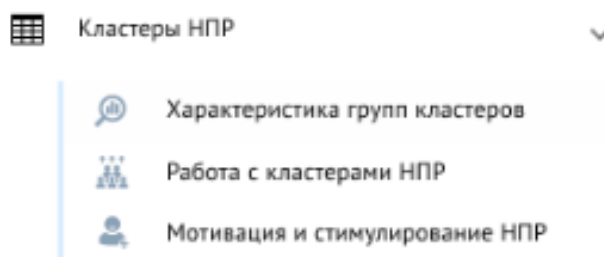 Кластеры НПР
Характеристика групп кластеров
Работа с кластерами НПР
Мотивация и стимулирование НПР